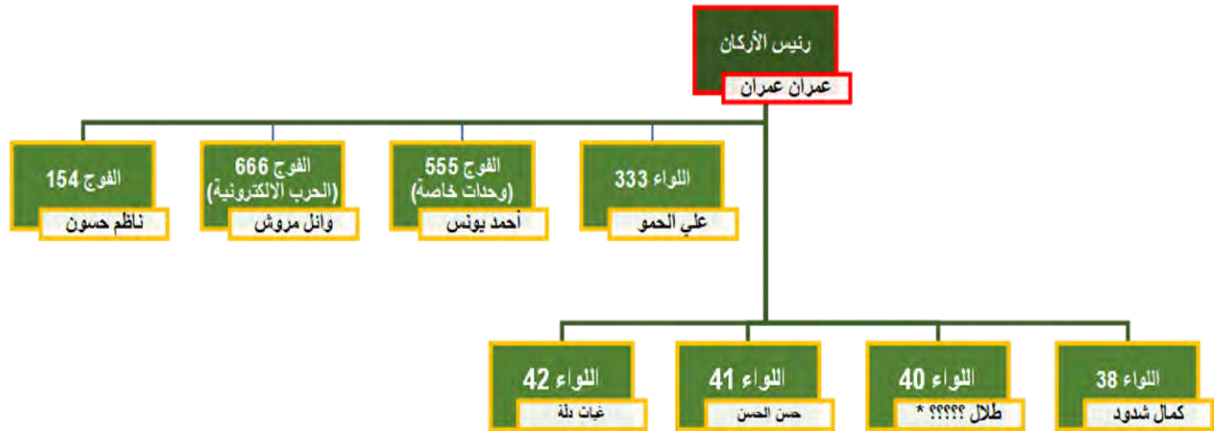 رئيس الأركان
عمران عمران
اللواء 333
علي الحمو
الفوج 555
(وحدات خاصة)
أحمد يونس
الفوج 666
(الحرب الالكترونية)
وائل مروش
الفوج 154
ناظم حسون
اللواء 38
كمال شدود
اللواء 40
طلال ؟؟؟؟؟ *
اللواء 41
حسن الحسن
اللواء 42
غياث دلة